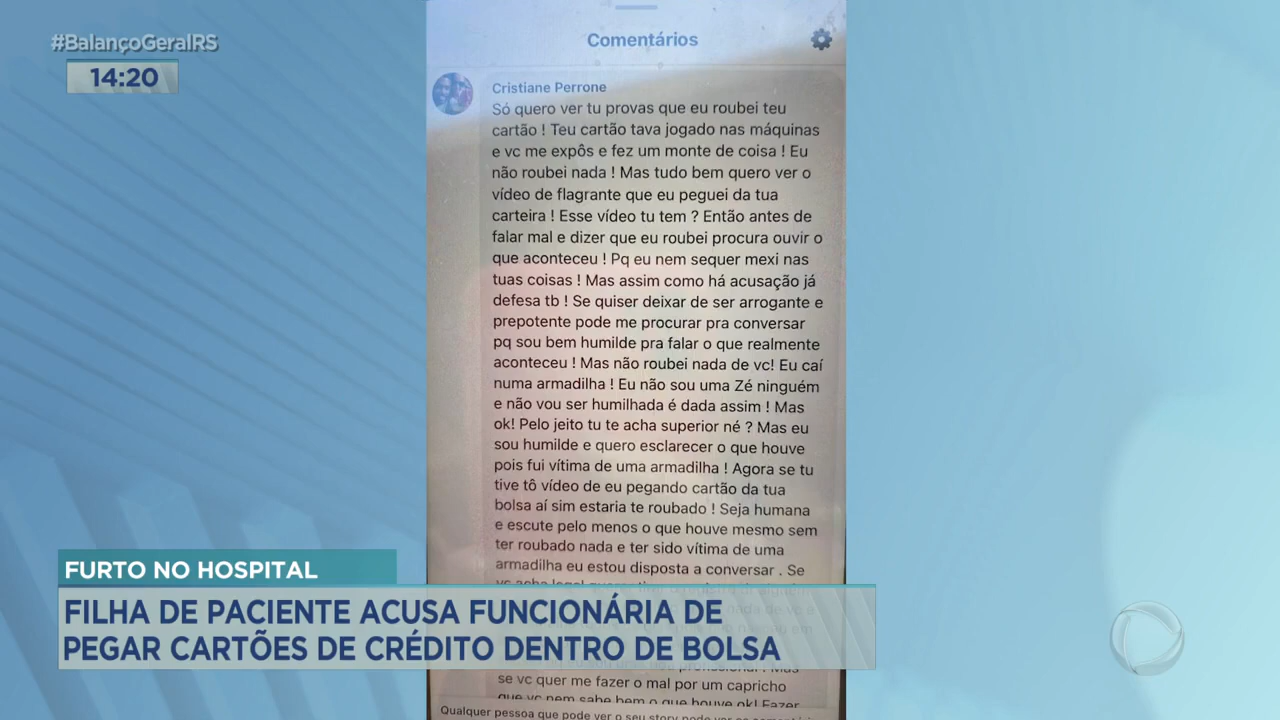 #BalançoGeralRS
14:20
Comentários
Cristiane Perrone
Só quero ver tu provas que eu roubei teu
cartão ! Teu cartão tava jogado nas máquinas
e vc me expôs e fez um monte de coisa ! Eu
não roubei nada ! Mas tudo bem quero ver o
vídeo de flagrante que eu peguei da tua
carteira ! Esse vídeo tu tem ? Então antes de
falar mal e dizer que eu roubei procura ouvir o
que aconteceu ! Pq eu nem sequer mexi nas
tuas coisas ! Mas assim como há acusação já
defesa tb ! Se quiser deixar de ser arrogante e
prepotente pode me procurar pra conversar
pq sou bem humilde pra falar o que realmente
aconteceu ! Mas não roubei nada de vc! Eu caí
numa armadilha ! Eu não sou uma Zé ninguém
e não vou ser humilhada é dada assim ! Mas
ok! Pelo jeito tu te acha superior né ? Mas eu
sou humilde e quero esclarecer o que houve
pois fui vítima de uma armadilha ! Agora se tu
tive tô vídeo de eu pegando cartão da tua
bolsa aí sim estaria te roubado ! Seja humana
e escute pelo menos o que houve mesmo sem
ter roubado nada e ter sido vítima de uma
armadilha eu estou disposta a conversar . Se
FURTO NO HOSPITAL
FILHA DE PACIENTE ACUSA FUNCIONÁRIA DE
PEGAR CARTÕES DE CRÉDITO DENTRO DE BOLSA
se vc quer me fazer o mal por um capricho
que vc nem sabe bem o que houve ok! Fazer
Qualquer pessoa que pode ver o seu story pode ver